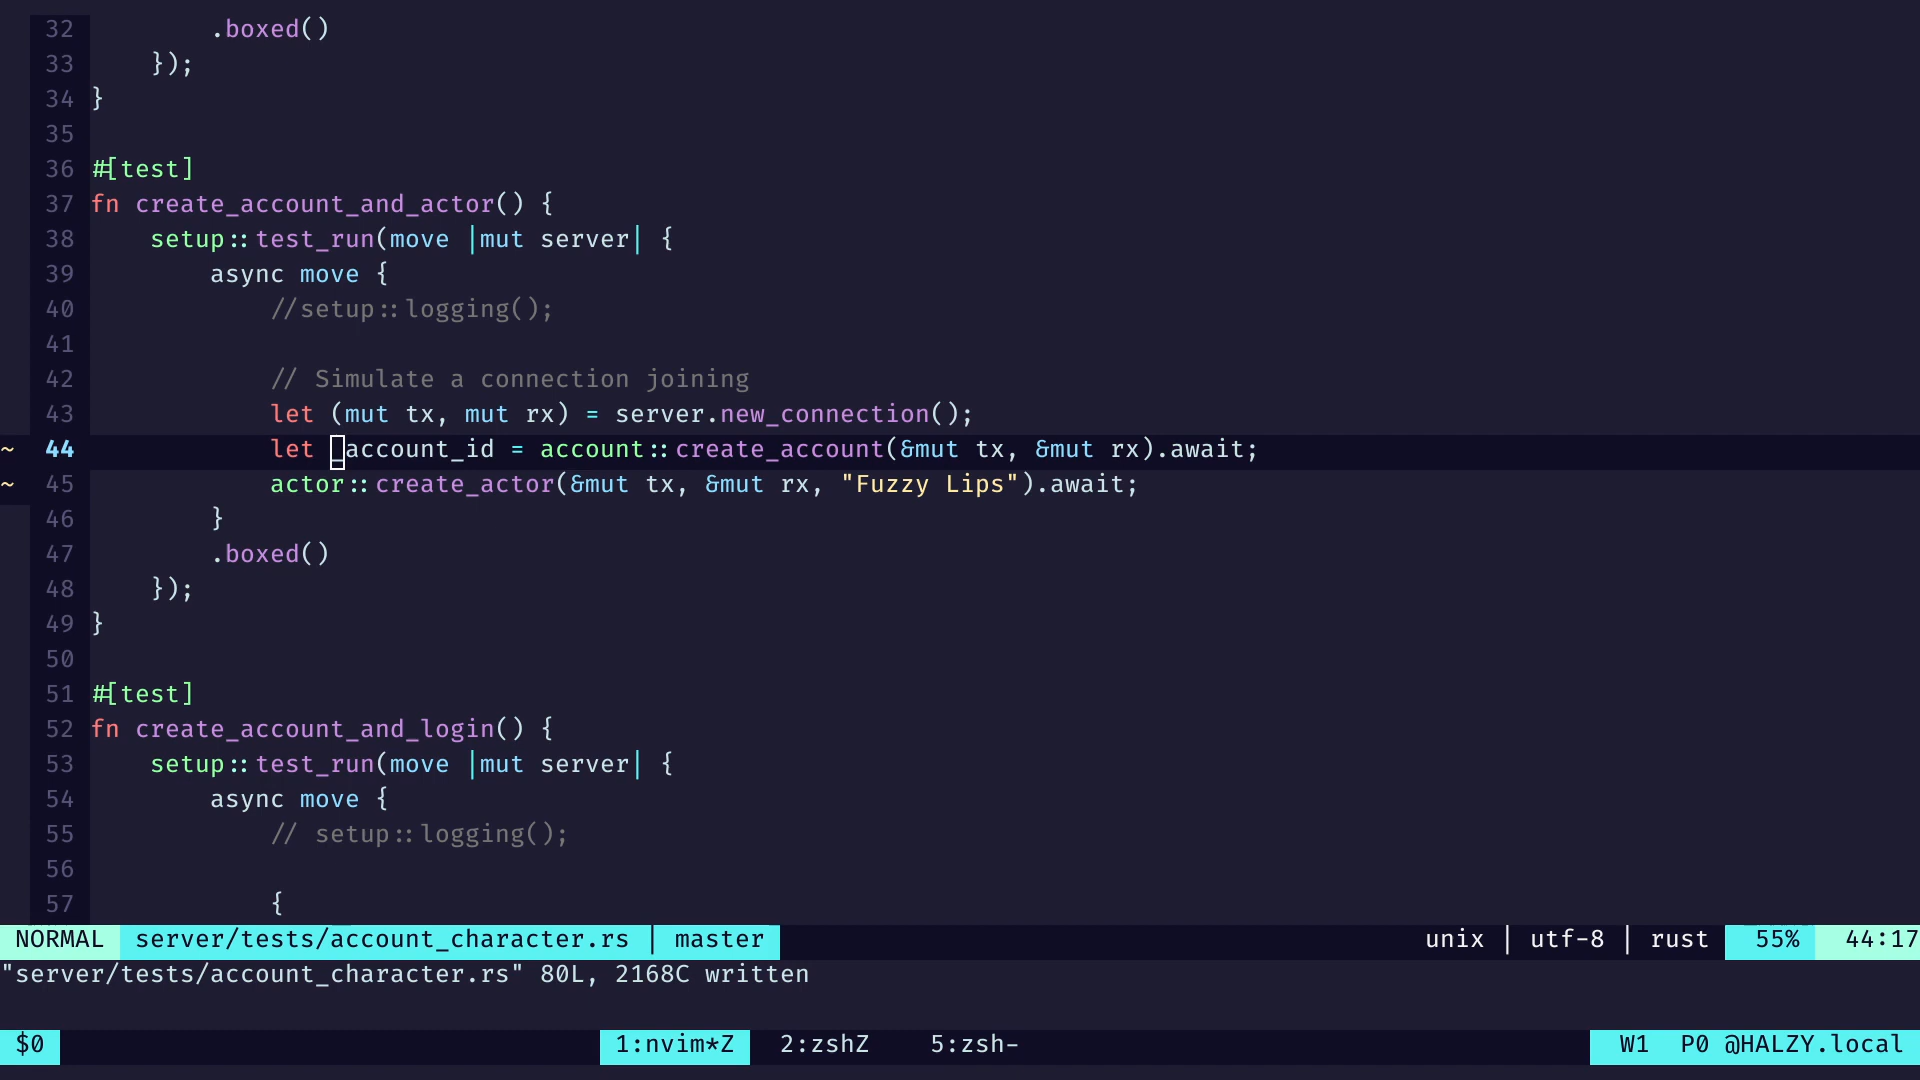 32         .boxed()
33     });
34 }
35
36 #[test]
37 fn create_account_and_actor() {
38     setup::test_run(move |mut server| {
39         async move {
40             //setup::logging();
41
42             // Simulate a connection joining
43             let (mut tx, mut rx) = server.new_connection();
~ 44             let _account_id = account::create_account(&mut tx, &mut rx).await;
~ 45             actor::create_actor(&mut tx, &mut rx, "Fuzzy Lips").await;
46         }
47         .boxed()
48     });
49 }
50
51 #[test]
52 fn create_account_and_login() {
53     setup::test_run(move |mut server| {
54         async move {
55             // setup::logging();
56
57             {
NORMAL server/tests/account_character.rs | master unix | utf-8 | rust 55% 44:17
"server/tests/account_character.rs" 80L, 2168C written
$0 1:nvim*Z 2:zshZ 5:zsh- W1 P0 @HALZY.local